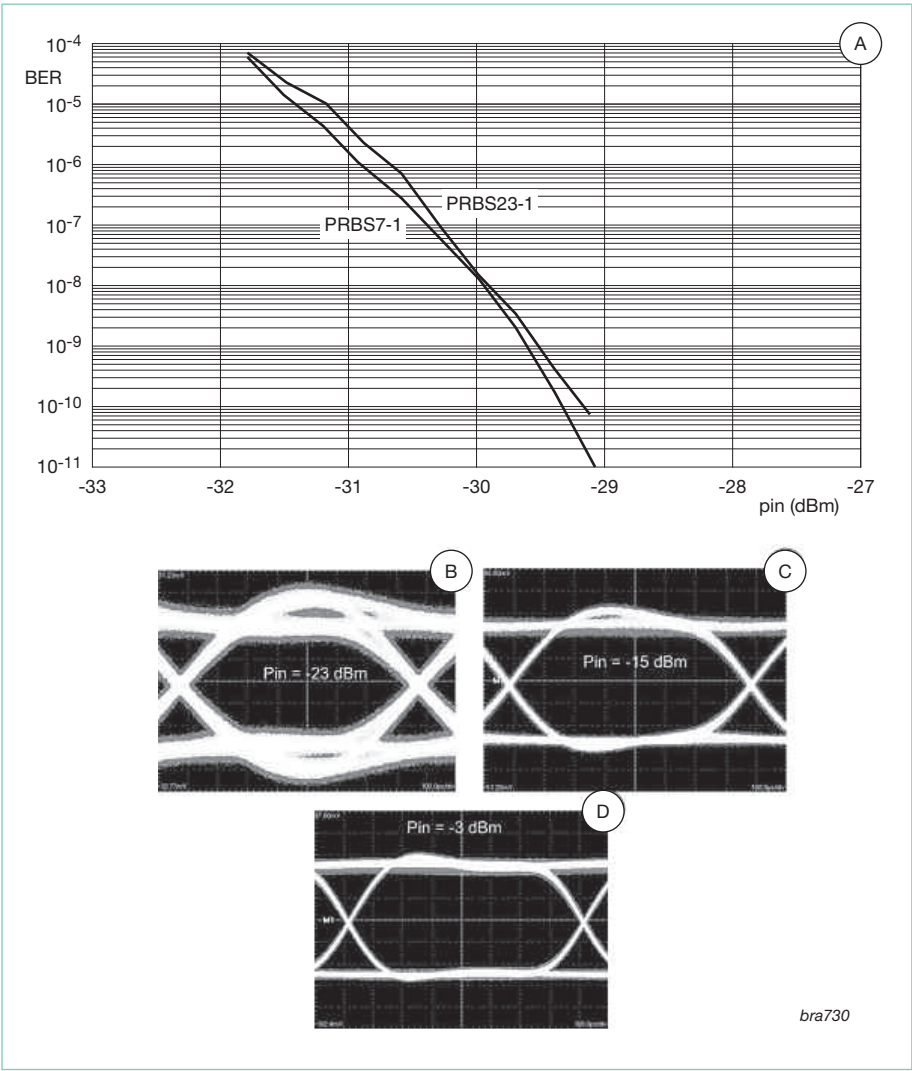 A
10-4
BER
10-5
10-6
PRBS23-1
10-7
PRBS7-1
10-8
10-9
10-10
10-11
-33 -32 -31 -30 -29 -28 -27
pin (dBm)
B
Pin = -23 dBm
C
Pin = -15 dBm
D
Pin = -3 dBm
M1
bra730